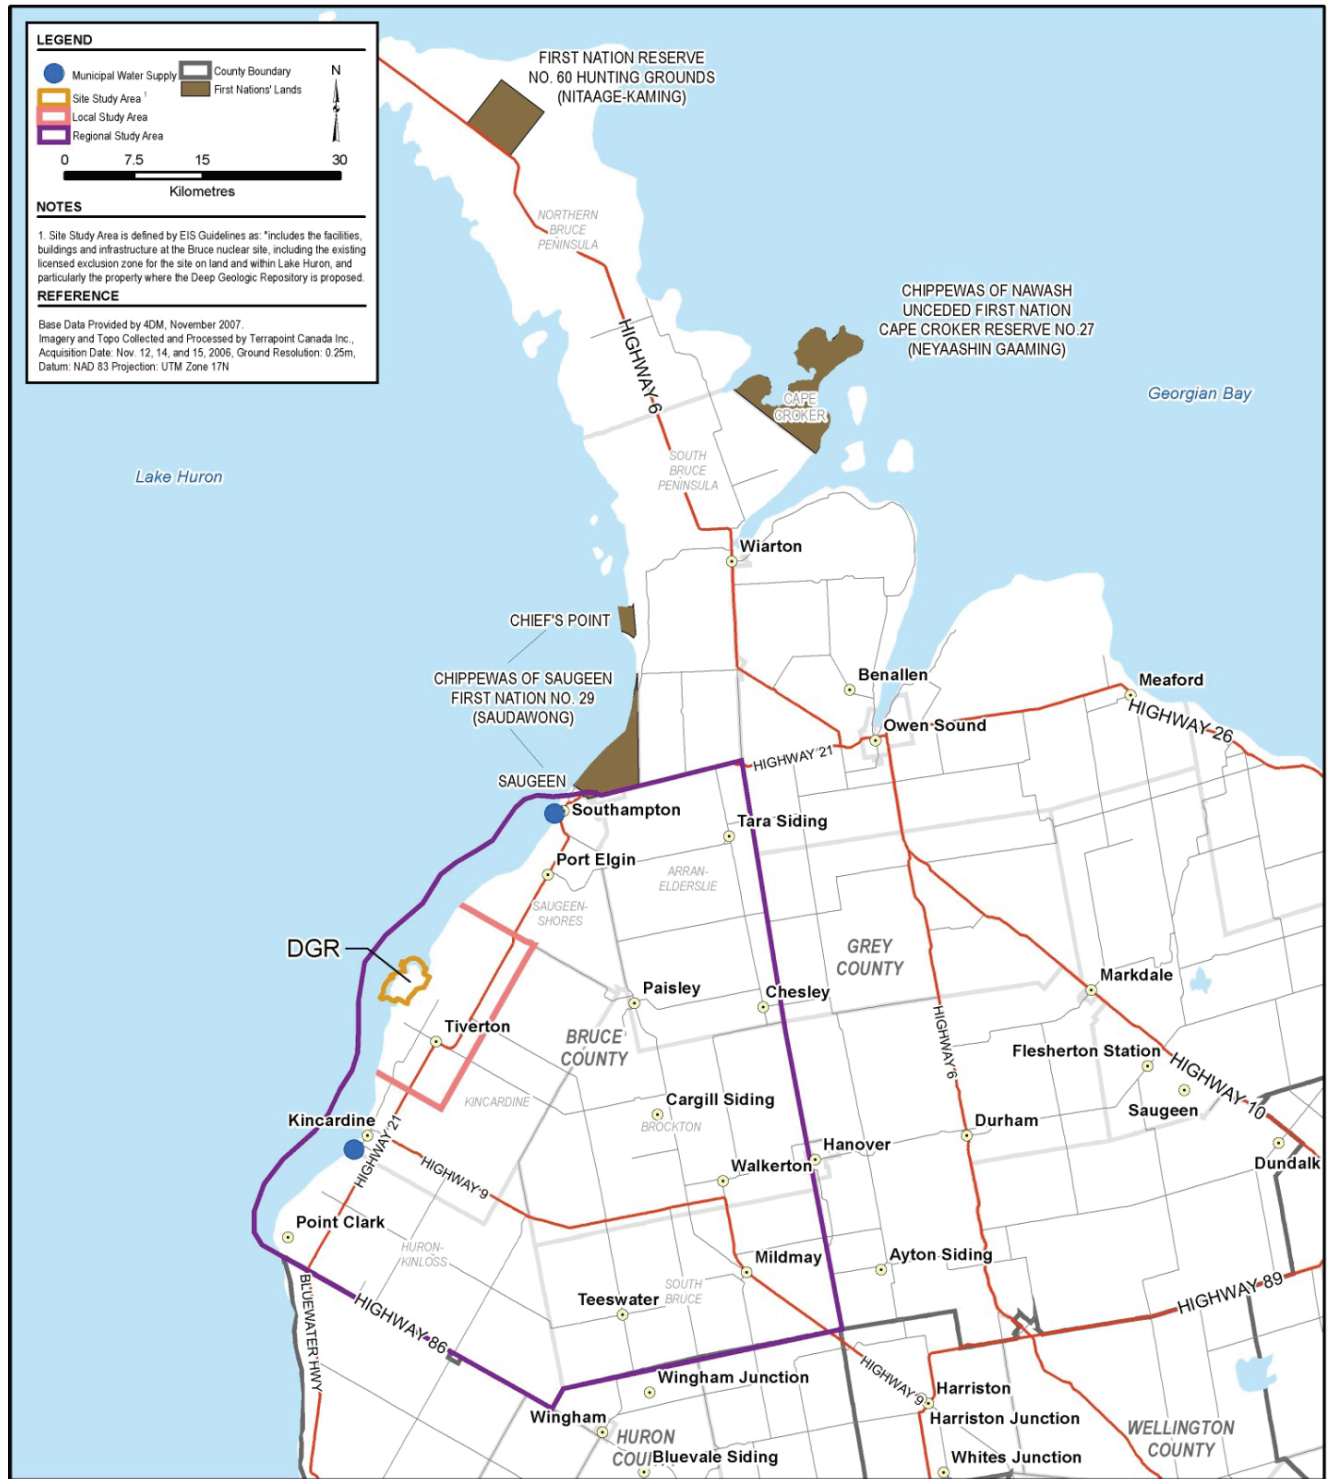 LEGEND
Municipal Water Supply
County Boundary
Site Study Area 1
First Nations' Lands
Local Study Area
Regional Study Area
N
0 7.5 15 30
Kilometres
NOTES
1. Site Study Area is defined by EIS Guidelines as: "includes the facilities,
buildings and infrastructure at the Bruce nuclear site, including the existing
licensed exclusion zone for the site on land and within Lake Huron, and
particularly the property where the Deep Geologic Repository is proposed.
REFERENCE
Base Data Provided by 4DM, November 2007.
Imagery and Topo Collected and Processed by Terrapoint Canada Inc.,
Acquisition Date: Nov. 12, 14, and 15, 2006, Ground Resolution: 0.25m,
Datum: NAD 83 Projection: UTM Zone 17N
FIRST NATION RESERVE
NO. 60 HUNTING GROUNDS
(NITAAGE-KAMING)
NORTHERN
BRUCE
PENINSULA
CHIPPEWAS OF NAWASH
UNCEDED FIRST NATION
CAPE CROKER RESERVE NO.27
(NEYAASHIN GAAMING)
HIGHWAY 6
CAPE
CROKER
Georgian Bay
Lake Huron
SOUTH
BRUCE
PENINSULA
Wiarton
CHIEF'S POINT
CHIPPEWAS OF SAUGEEN
FIRST NATION NO. 29
(SAUDAWONG)
SAUGEEN
Benallen
Meaford
HIGHWAY 26
Owen Sound
HIGHWAY 21
Southampton
Tara Siding
Port Elgin
ARRAN-
ELDERSLIE
SAUGEEN-
SHORES
DGR
GREY
COUNTY
Markdale
Paisley
Chesley
Tiverton
BRUCE
COUNTY
HIGHWAY 6
Flesherton Station
HIGHWAY 10
Saugeen
KINCARDINE
Cargill Siding
BROCKTON
Kincardine
HIGHWAY 21
Durham
Hanover
Dundalk
Walkerton
HIGHWAY 9
Point Clark
HURON-
KINLOSS
Mildmay
Ayton Siding
SOUTH
BRUCE
Teeswater
HIGHWAY 89
BLUEWATER HWY
HIGHWAY 86
Wingham Junction
HIGHWAY 9
Harriston
Harriston Junction
Wingham
WELLINGTON
COUNTY
HURON
Bluevale Siding
Whites Junction